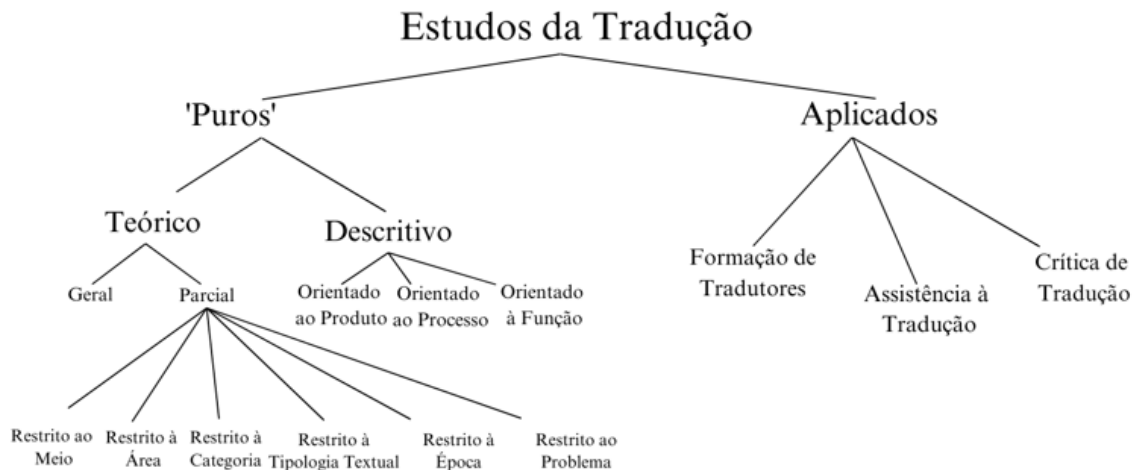 Estudos da Tradução
'Puros'
Aplicados
Teórico
Descritivo
Formação de
Tradutores
Assistência à
Tradução
Crítica de
Tradução
Geral
Parcial
Orientado
ao Produto
Orientado
ao Processo
Orientado
à Função
Restrito ao
Meio
Restrito à
Área
Restrito à
Categoria
Restrito à
Tipologia Textual
Restrito à
Época
Restrito ao
Problema